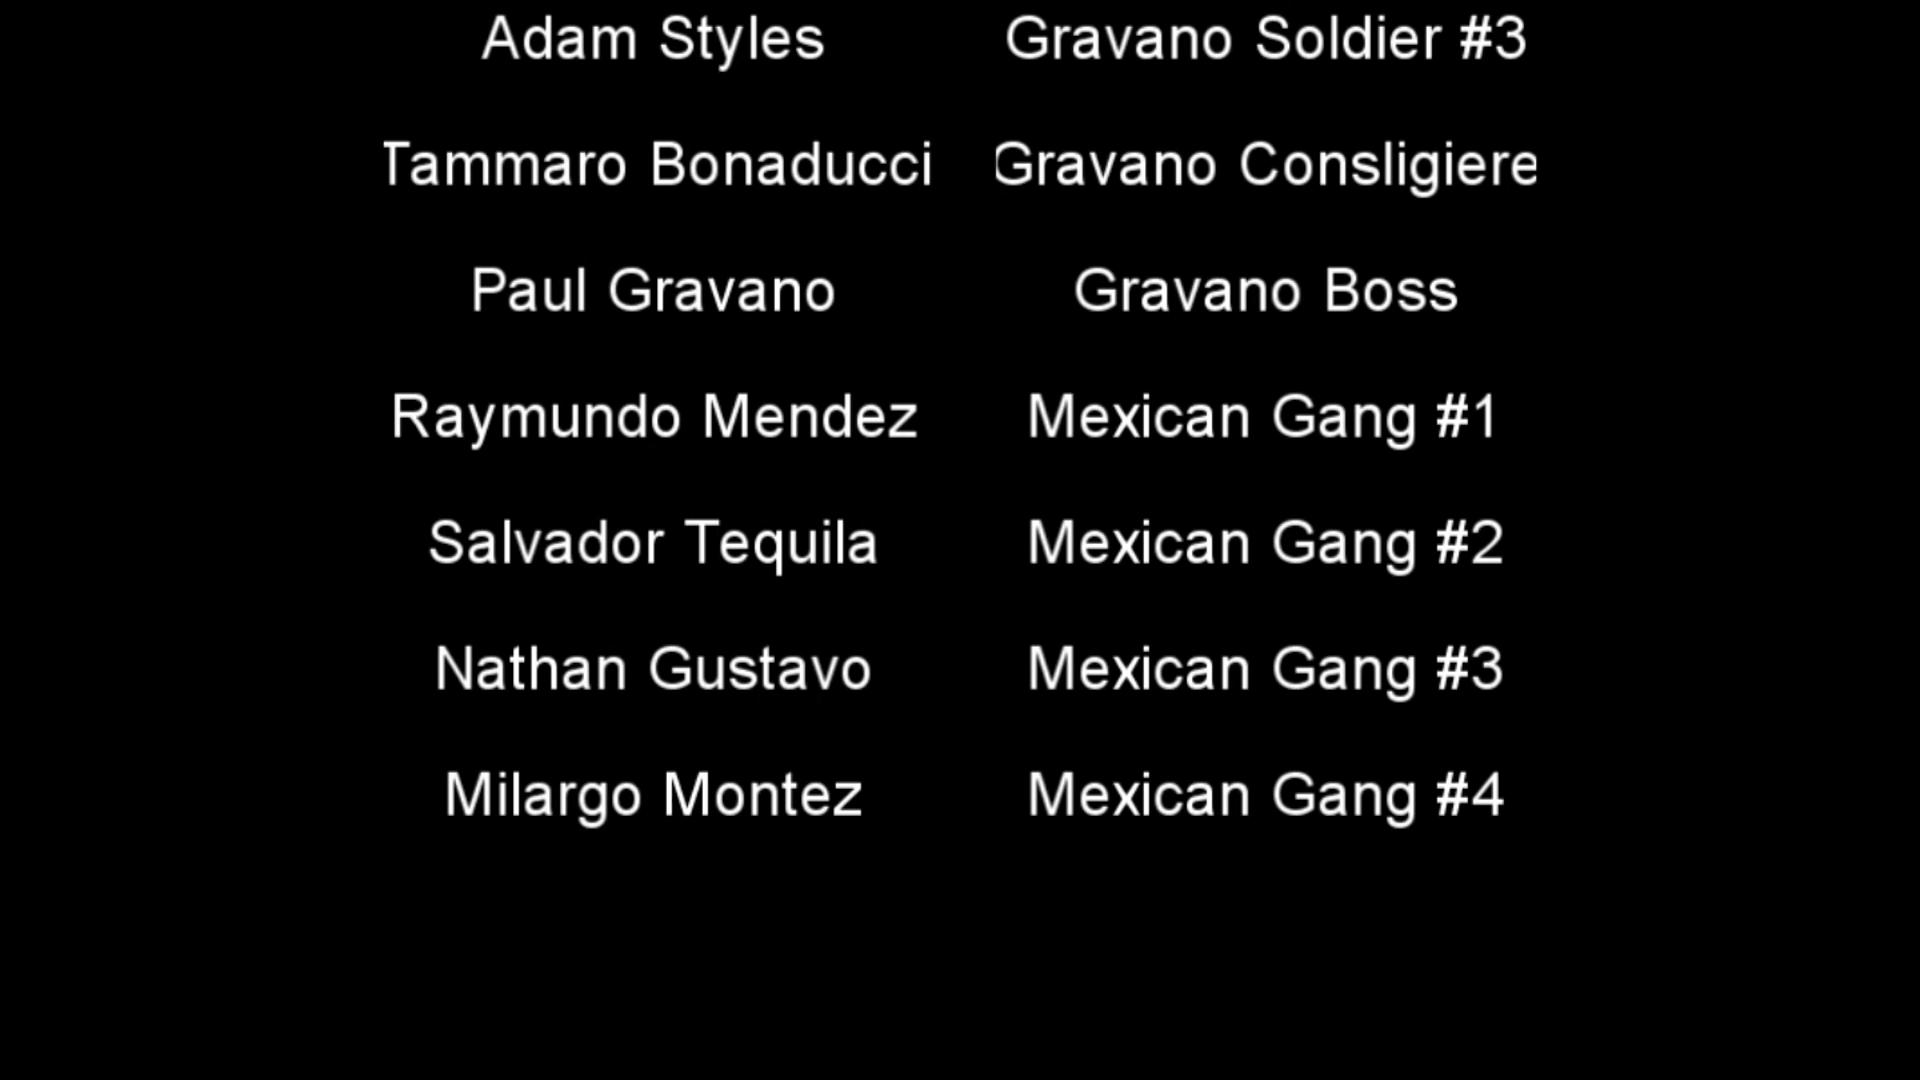 Adam Styles Gravano Soldier #3
Tammaro Bonaducci Gravano Consligiere
Paul Gravano Gravano Boss
Raymundo Mendez Mexican Gang #1
Salvador Tequila Mexican Gang #2
Nathan Gustavo Mexican Gang #3
Milargo Montez Mexican Gang #4